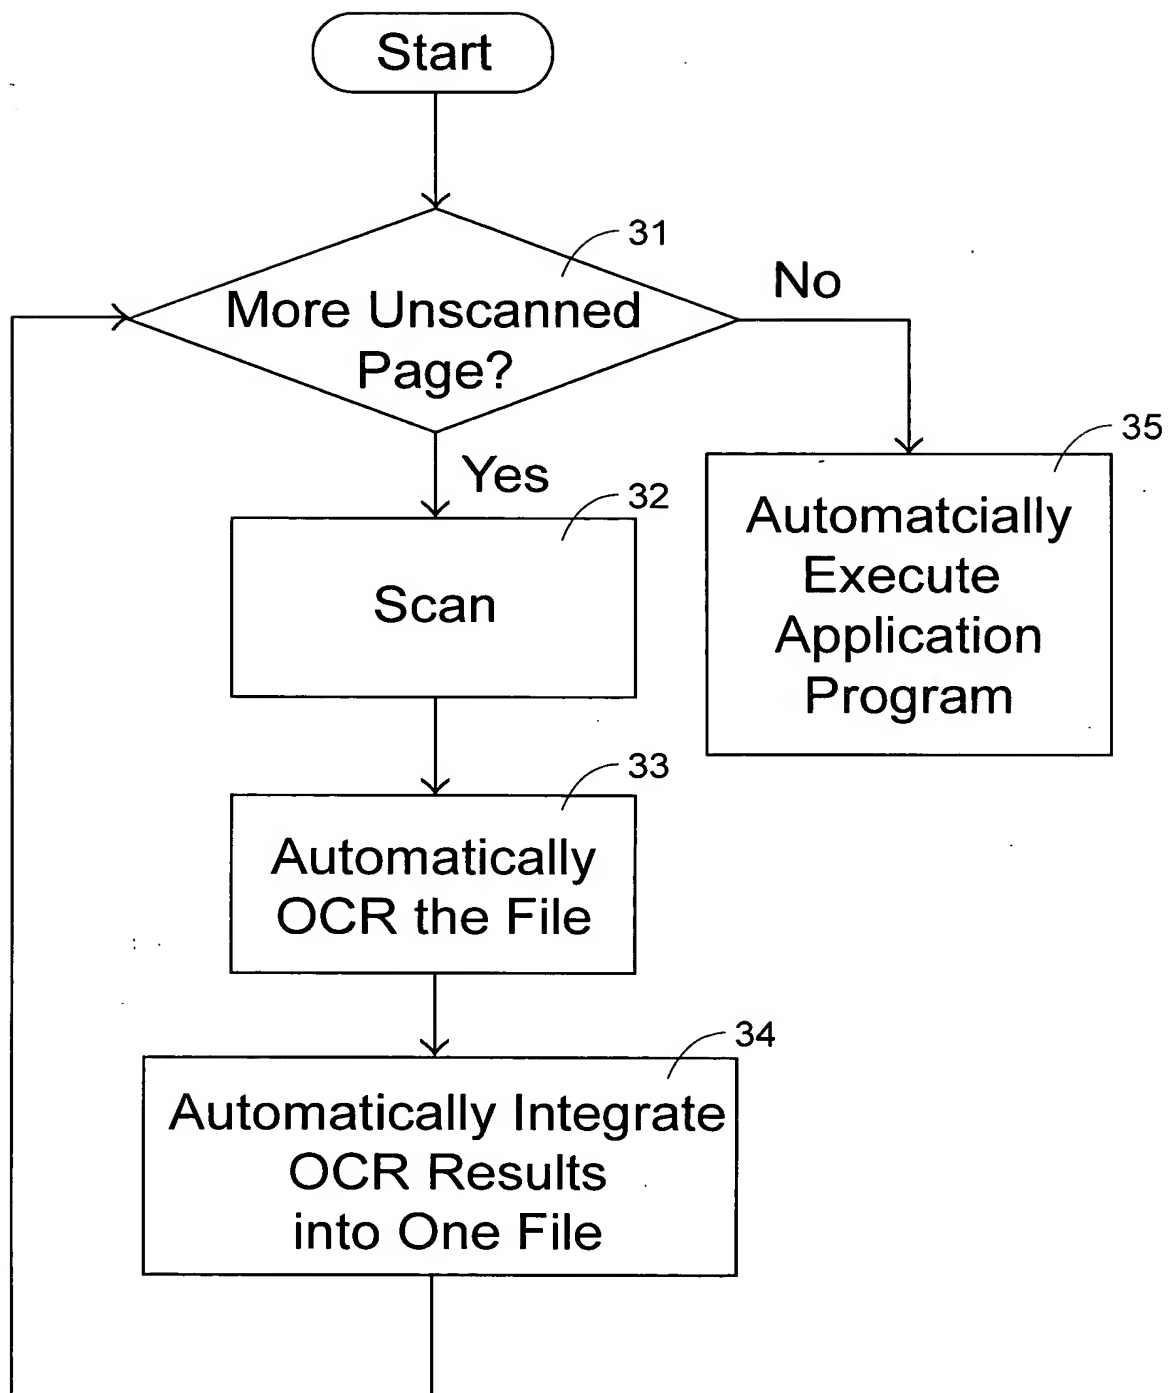 Start
31
More Unscanned
Page?
No
Yes
32
Scan
35
Automatcially
Execute
Application
Program
33
Automatically
OCR the File
34
Automatically Integrate
OCR Results
into One File